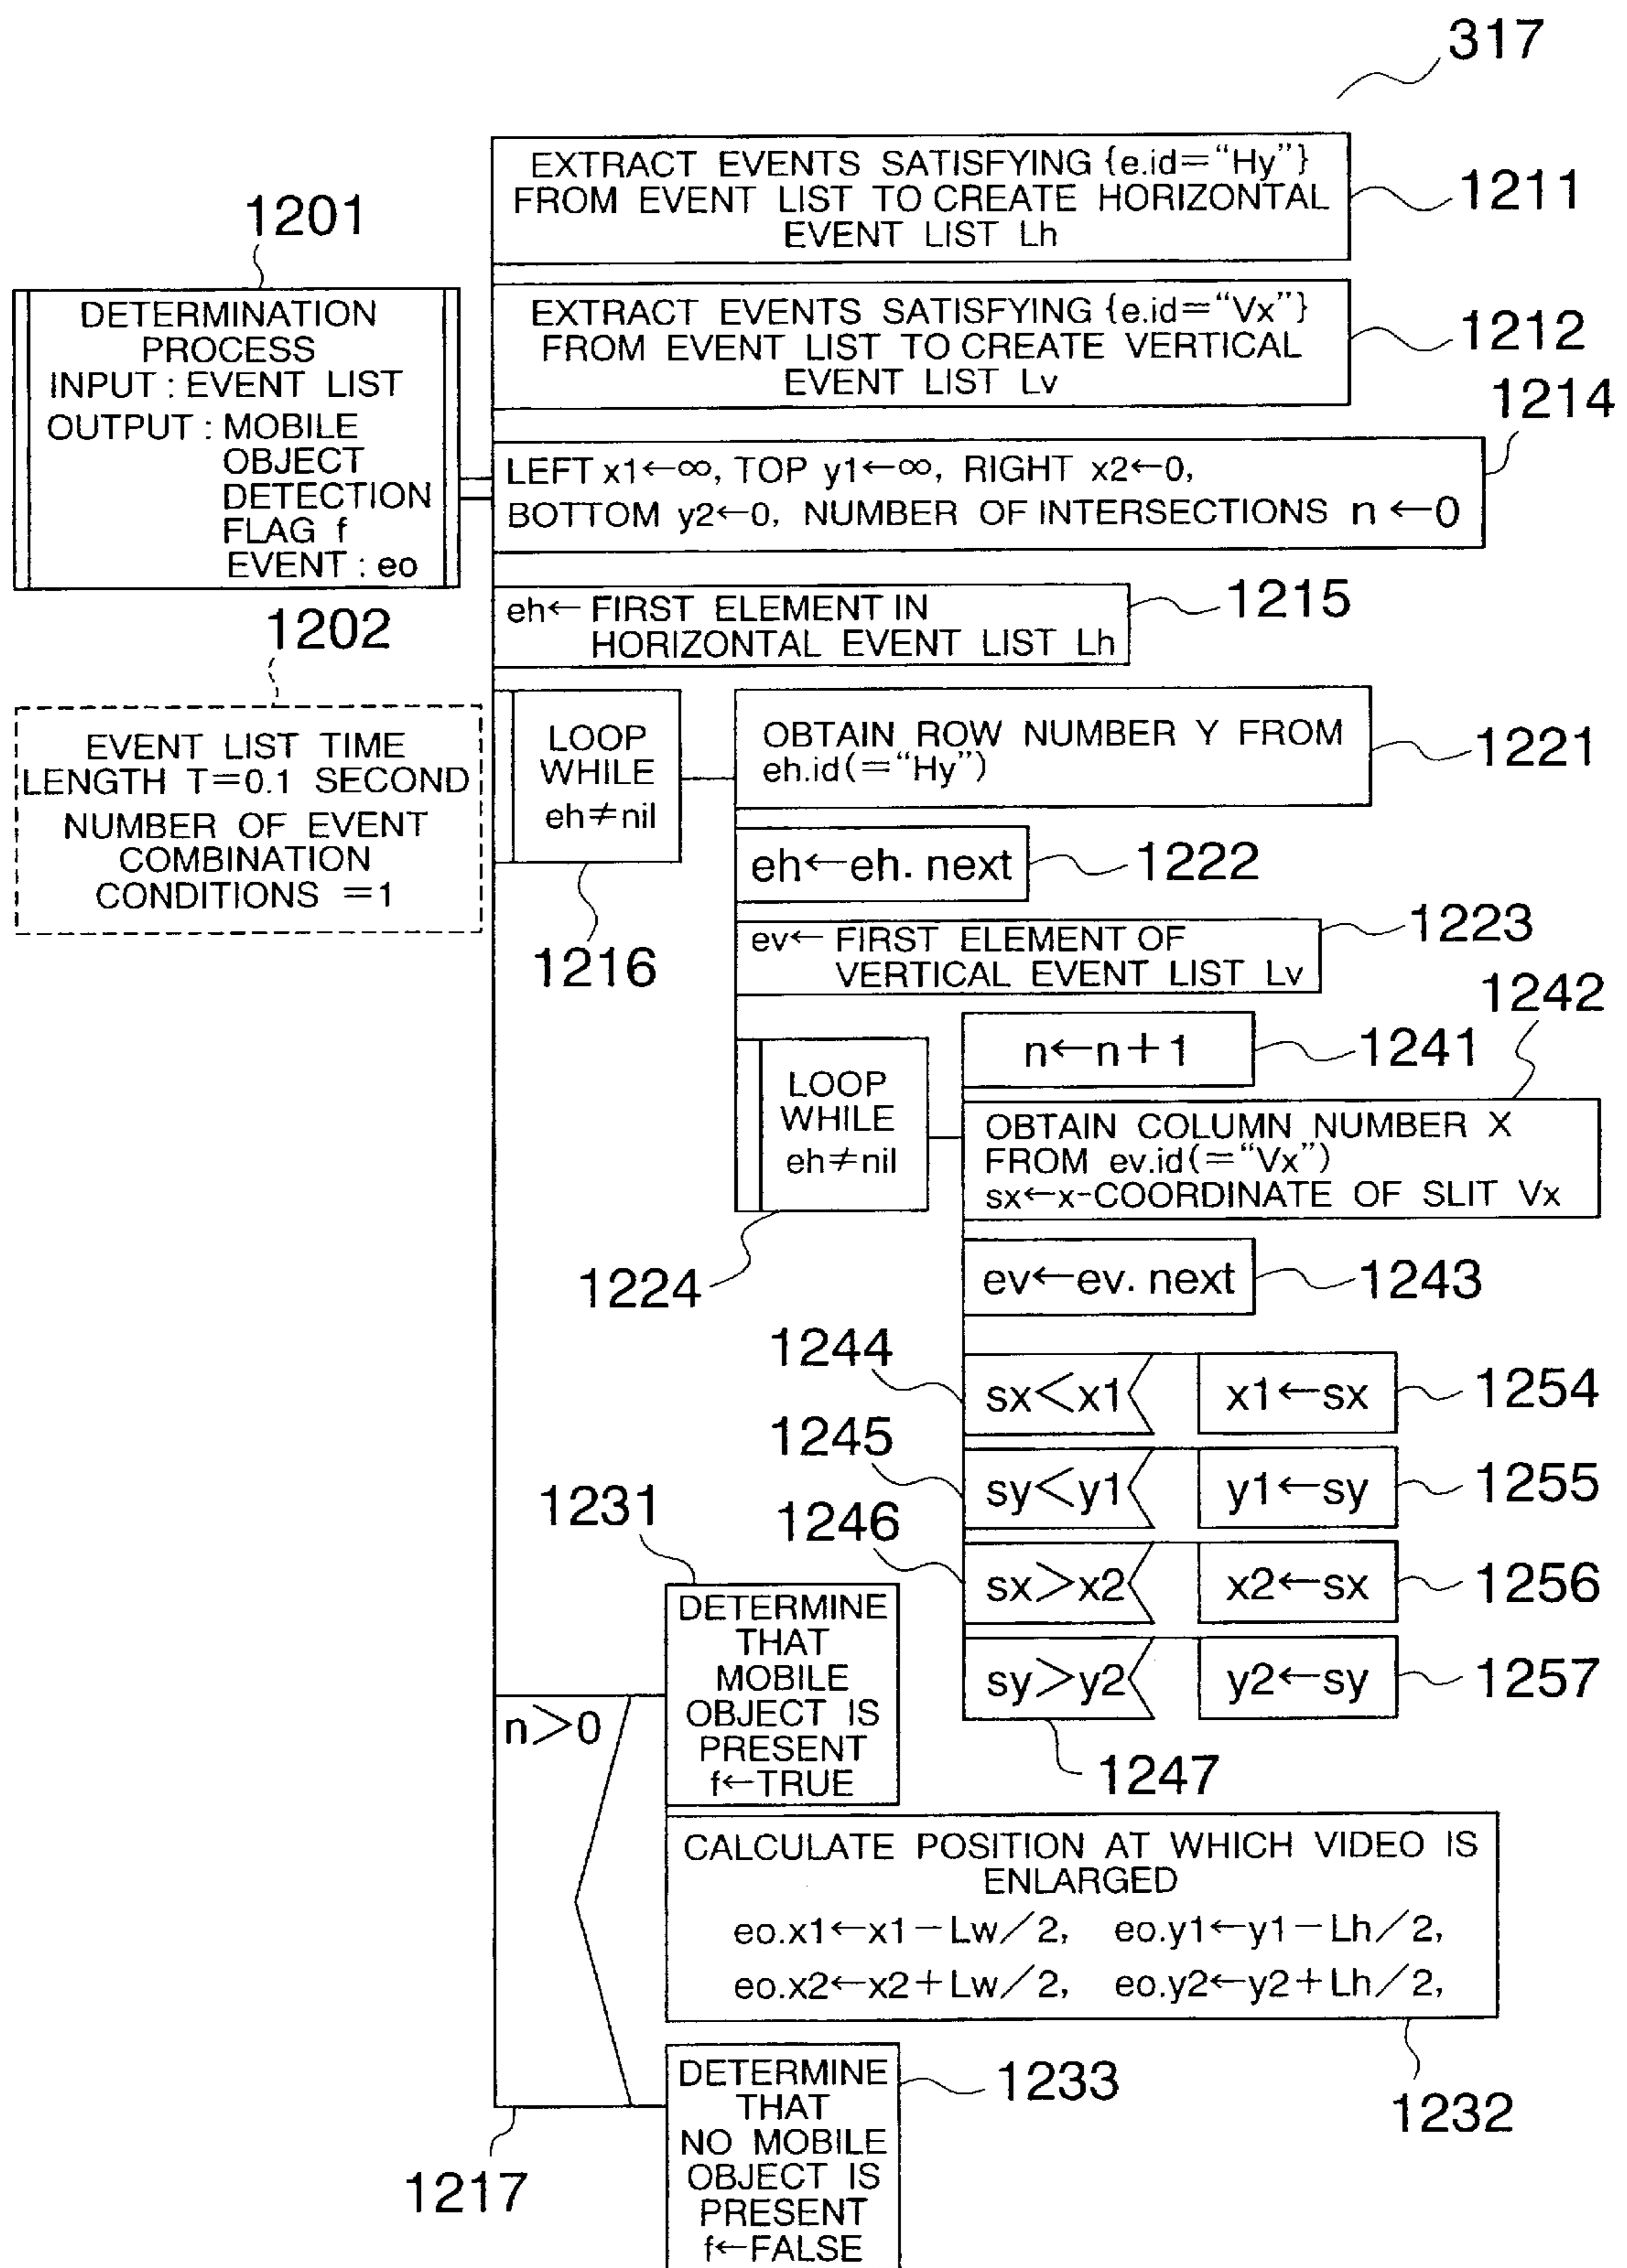 317
EXTRACT EVENTS SATISFYING {e.id="Hy"}
FROM EVENT LIST TO CREATE HORIZONTAL
EVENT LIST Lh
1211
1201
DETERMINATION
PROCESS
INPUT : EVENT LIST
OUTPUT : MOBILE
OBJECT
DETECTION
FLAG f
EVENT : eo
EXTRACT EVENTS SATISFYING {e.id="Vx"}
FROM EVENT LIST TO CREATE VERTICAL
EVENT LIST Lv
1212
1214
LEFT x1←∞, TOP y1←∞, RIGHT x2←0,
BOTTOM y2←0, NUMBER OF INTERSECTIONS n←0
eh← FIRST ELEMENT IN
HORIZONTAL EVENT LIST Lh
1215
1202
EVENT LIST TIME
LENGTH T=0.1 SECOND
NUMBER OF EVENT
COMBINATION
CONDITIONS =1
LOOP
WHILE
eh≠nil
1216
OBTAIN ROW NUMBER Y FROM
eh.id(="Hy")
1221
eh←eh. next
1222
ev← FIRST ELEMENT OF
VERTICAL EVENT LIST Lv
1223
1242
LOOP
WHILE
eh≠nil
1224
n←n+1
1241
OBTAIN COLUMN NUMBER X
FROM ev.id(="Vx")
sx←x-COORDINATE OF SLIT Vx
ev←ev. next
1243
1244
sx<x1
x1←sx
1254
1245
sy<y1
y1←sy
1255
1246
sx>x2
x2←sx
1256
sy>y2
y2←sy
1257
1247
1231
n>0
DETERMINE
THAT
MOBILE
OBJECT IS
PRESENT
f←TRUE
CALCULATE POSITION AT WHICH VIDEO IS
ENLARGED
eo.x1←x1−Lw/2, eo.y1←y1−Lh/2,
eo.x2←x2+Lw/2, eo.y2←y2+Lh/2,
1232
1217
DETERMINE
THAT
NO MOBILE
OBJECT IS
PRESENT
f←FALSE
1233